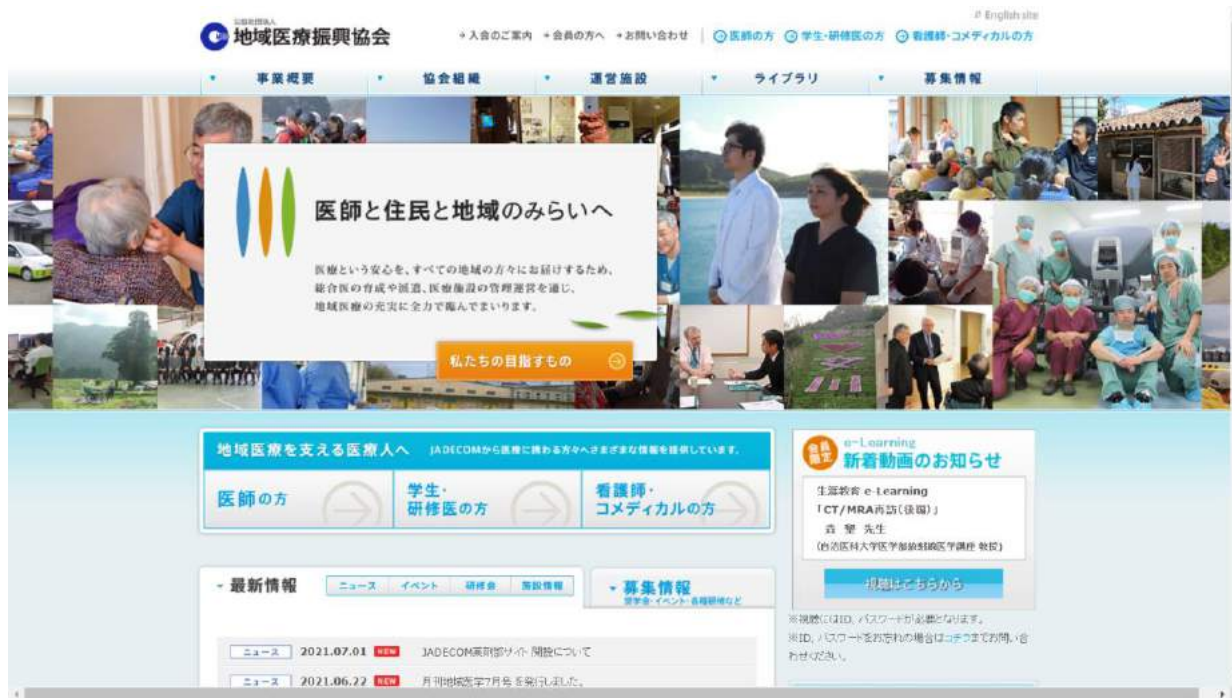 English site
公益社団法人
地域医療振興協会
入会のご案内 会員の方へ お問い合わせ 医師の方 学生・研修医の方 看護師・コメディカルの方
事業概要 協会組織 運営施設 ライブラリ 募集情報
医師と住民と地域のみらいへ
医療という安心を、すべての地域の方々にお届けするため、
総合医の育成や派遣、医療施設の管理運営を通じ、
地域医療の充実に全力で臨んでまいります。
私たちの目指すもの
地域医療を支える医療人へ JADECOMから医療に携わる方々へさまざまな情報を提供しています。
医師の方
学生・
研修医の方
看護師・
コメディカルの方
会員
限定
e-Learning
新着動画のお知らせ
生涯教育 e-Learning
「CT/MRA再訪(後編)」
先生
(自治医科大学医学部放射線医学講座 教授)
視聴はこちらから
※視聴にはID、パスワードが必要となります。
※ID、パスワードをお忘れの場合はコチラまでお問い合
わせください。
最新情報 ニュース イベント 研修会 施設情報
募集情報
奨学金・イベント・各種研修など
ニュース 2021.07.01 NEW JADECOM薬剤部サイト開設について
ニュース 2021.06.22 NEW 月刊地域医学7月号を発行しました。